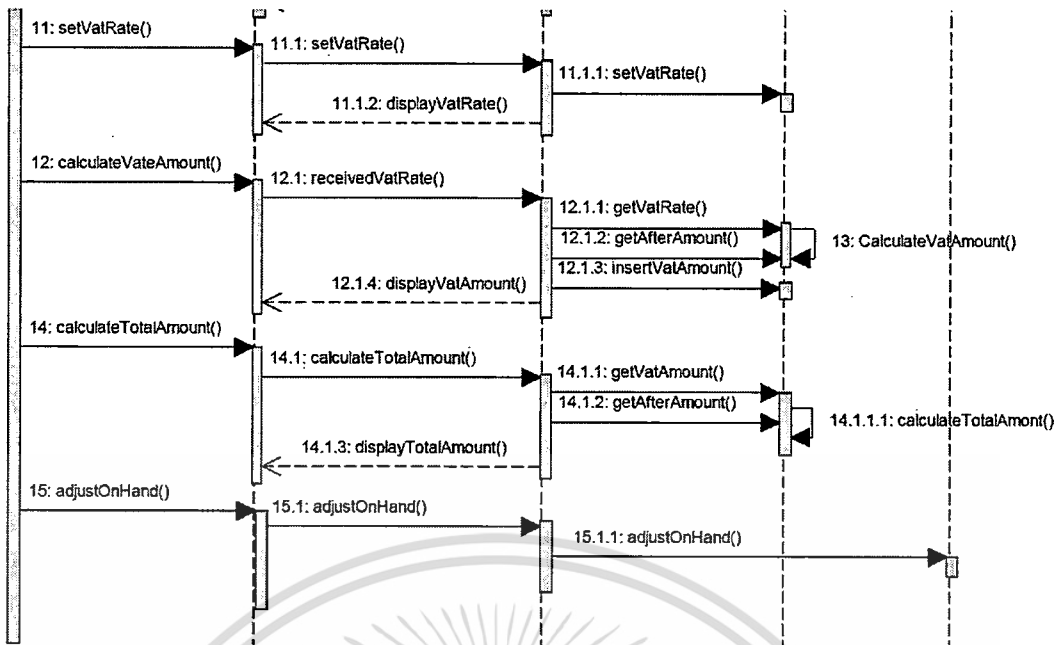 11: setVatRate()
11.1: setVatRate()
11.1.1: setVatRate()
11.1.2: displayVatRate()
12: calculateVateAmount()
12.1: receivedVatRate()
12.1.1: getVatRate()
12.1.2: getAfterAmount()
13: CalculateVatAmount()
12.1.3: insertValAmount()
12.1.4: displayVatAmount()
14: calculateTotalAmount()
14.1: calculateTotalAmount()
14.1.1: getVatAmount()
14.1.2: getAfterAmount()
14.1.1.1: calculateTotalAmont()
14.1.3: displayTotalAmount()
15: adjustOnHand()
15.1: adjustOnHand()
15.1.1: adjustOnHand()